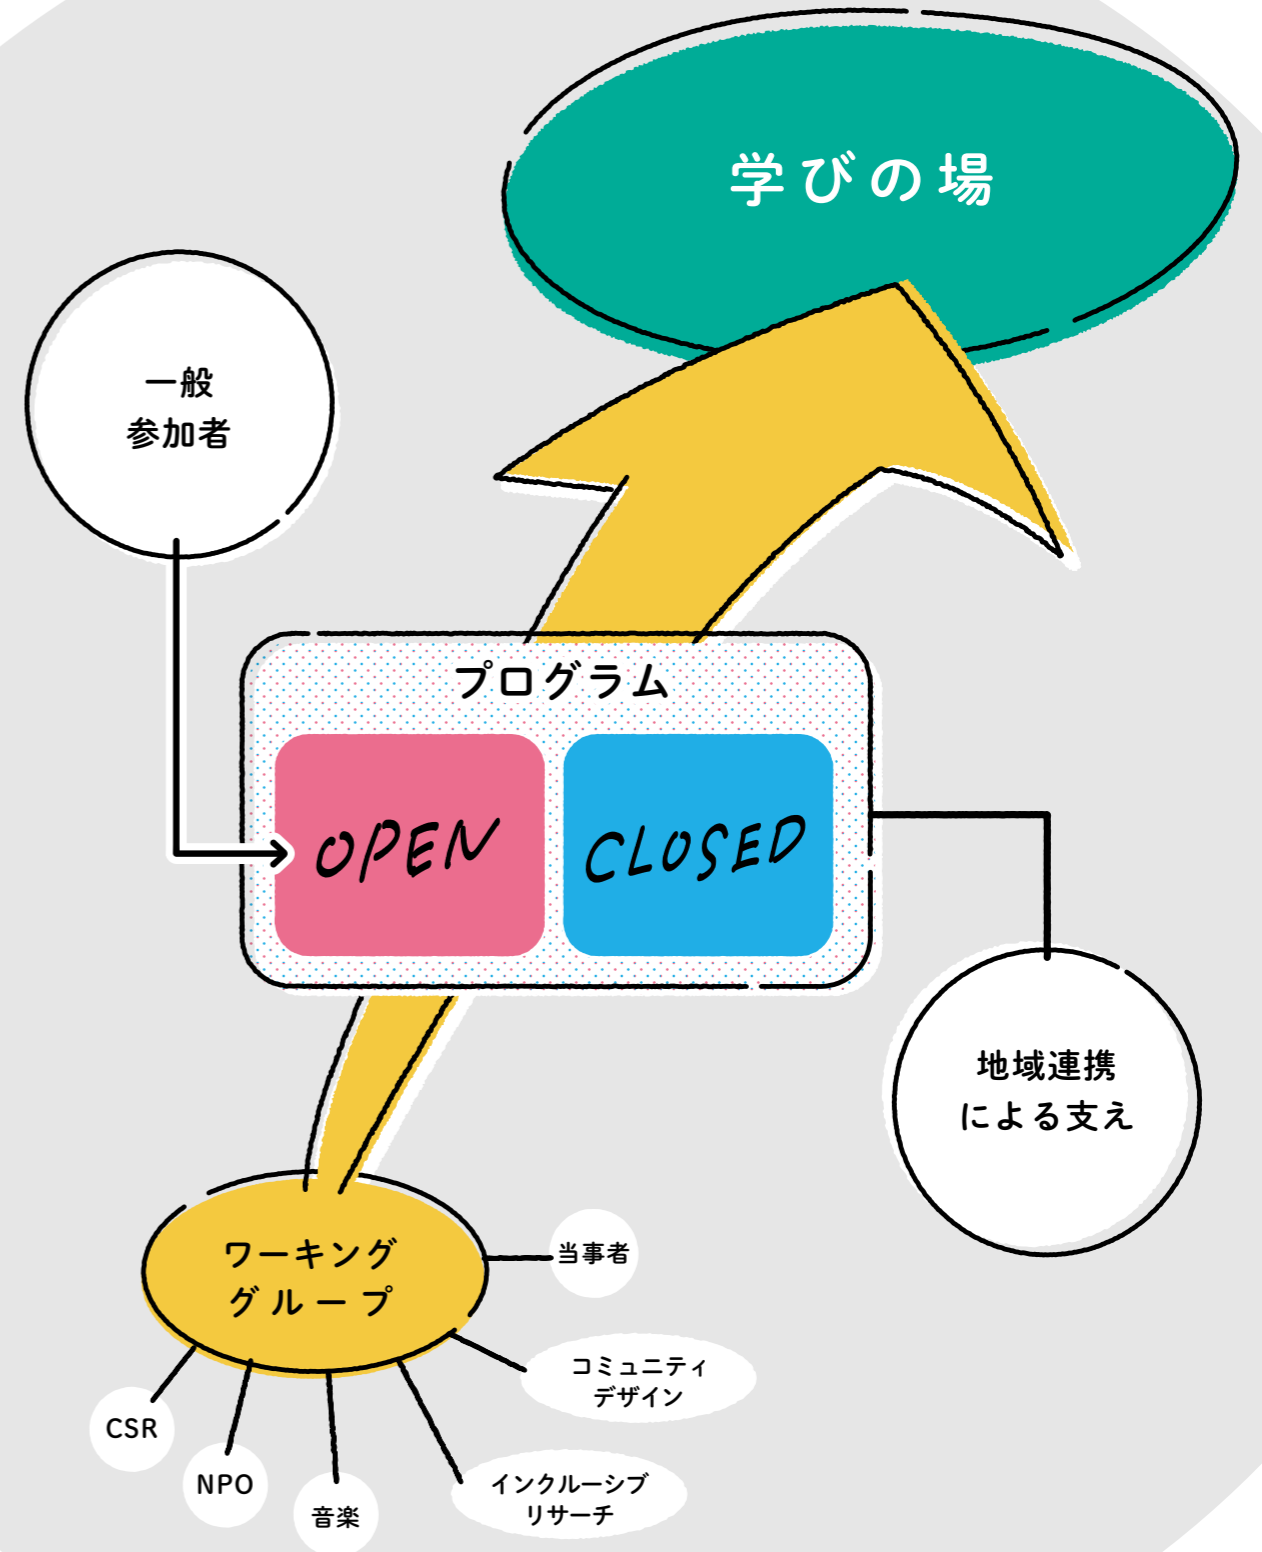 学びの場
一般
参加者
プログラム
OPEN
CLOSED
地域連携
による支え
ワーキング
グループ
当事者
コミュニティ
デザイン
CSR
NPO
音楽
インクルーシブ
リサーチ